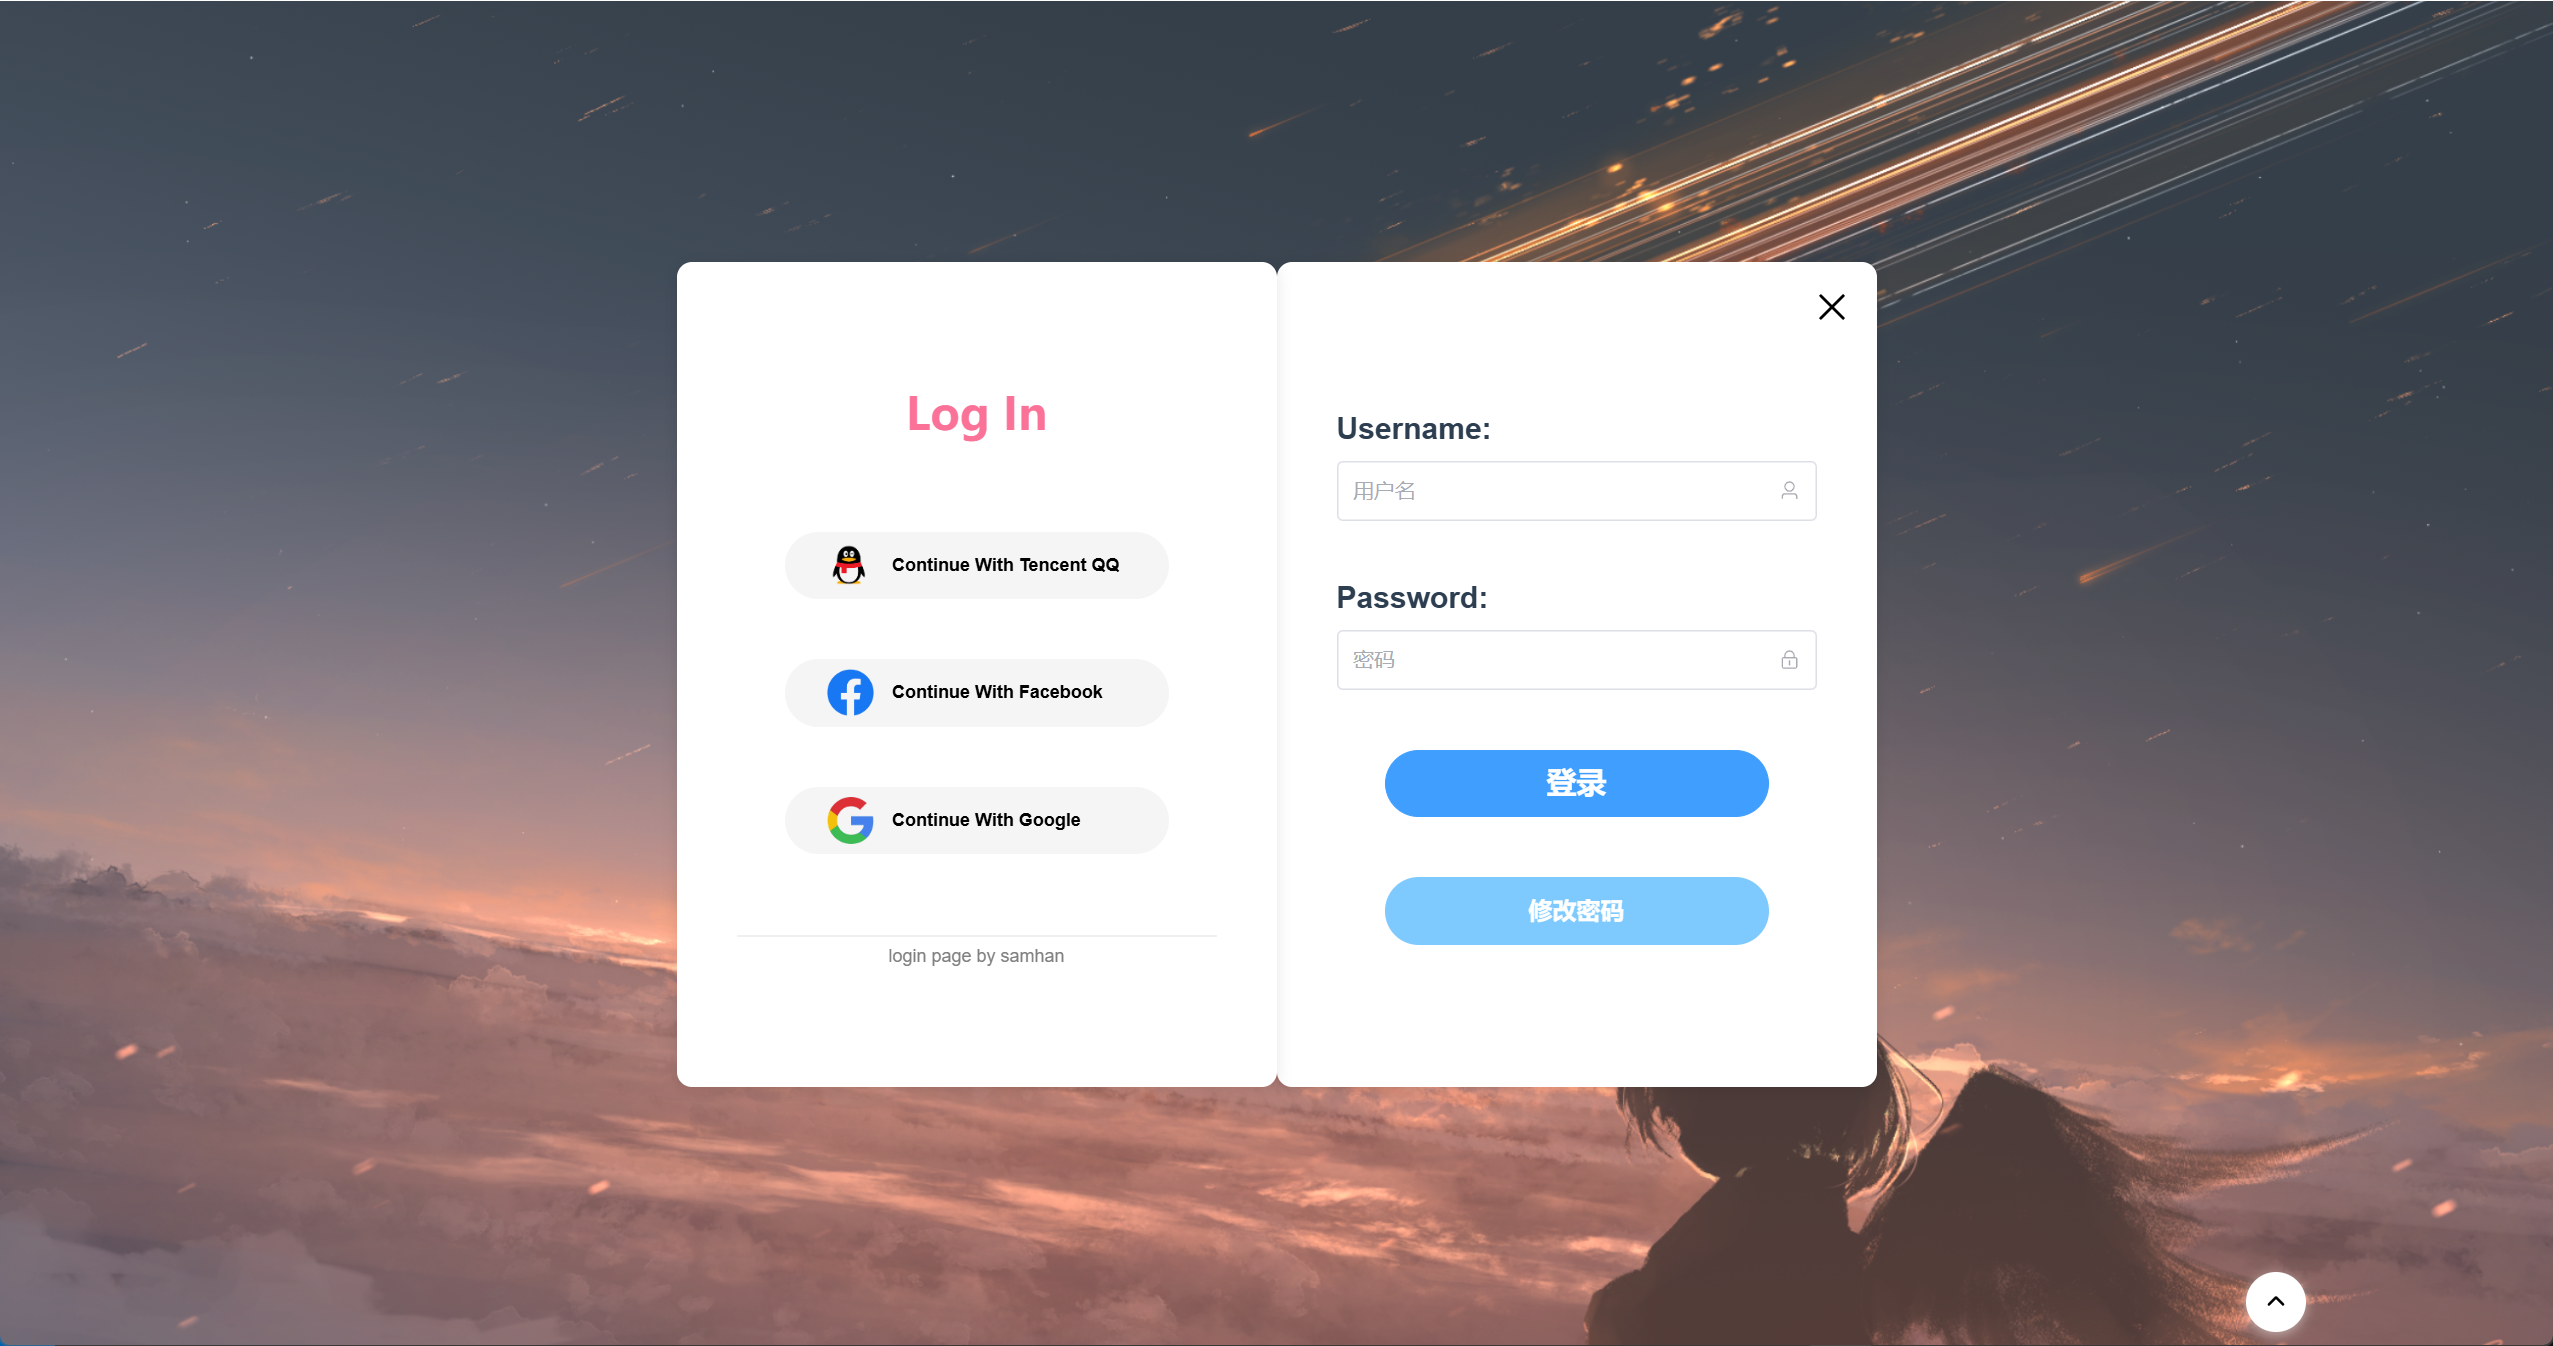 Log In
Continue With Tencent QQ
Continue With Facebook
Continue With Google
login page by samhan
Username:
用户名
Password:
密码
登录
修改密码